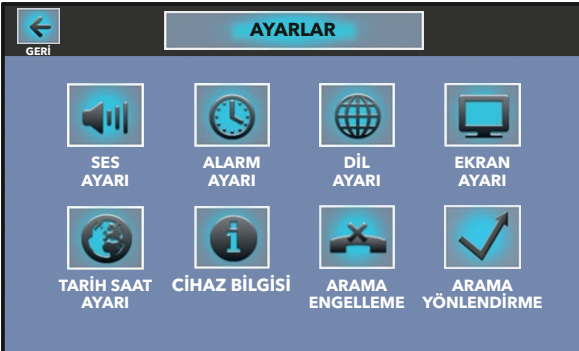 AYARLAR
GERİ
SES
AYARI
ALARM
AYARI
DİL
AYARI
EKRAN
AYARI
TARİH SAAT
AYARI
CİHAZ BİLGİSİ
ARAMA
ENGELLEME
ARAMA
YÖNLENDİRME